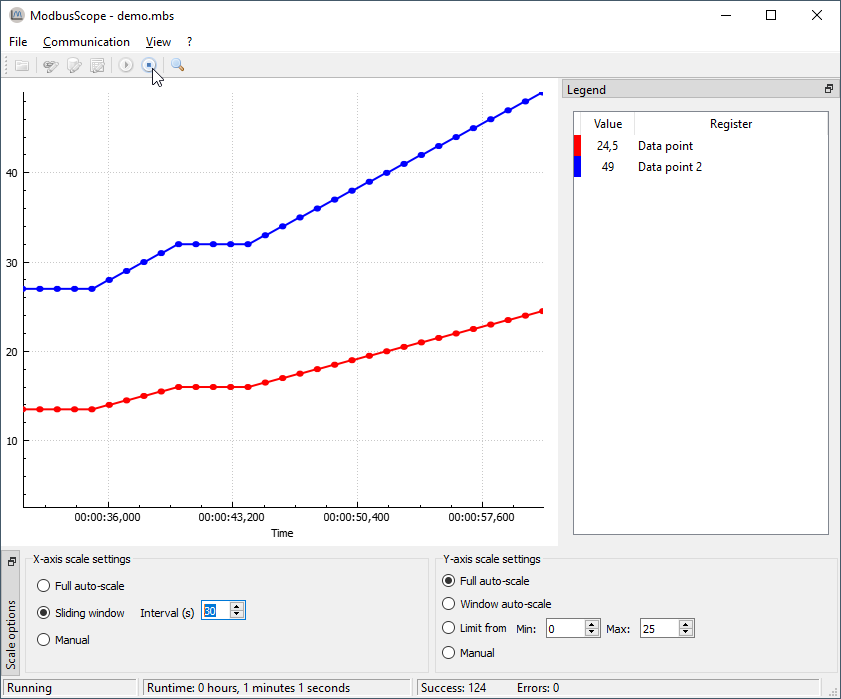 ModbusScope - demo.mbs
File Communication View ?
Legend
Value Register
24,5 Data point
49 Data point 2
40
30
20
10
00:00:36,000 00:00:43,200 00:00:50,400 00:00:57,600
Time
Scale options
X-axis scale settings
Full auto-scale
Sliding window Interval (s) 30
Manual
Y-axis scale settings
Full auto-scale
Window auto-scale
Limit from Min: 0 Max: 25
Manual
Running Runtime: 0 hours, 1 minutes 1 seconds Success: 124 Errors: 0